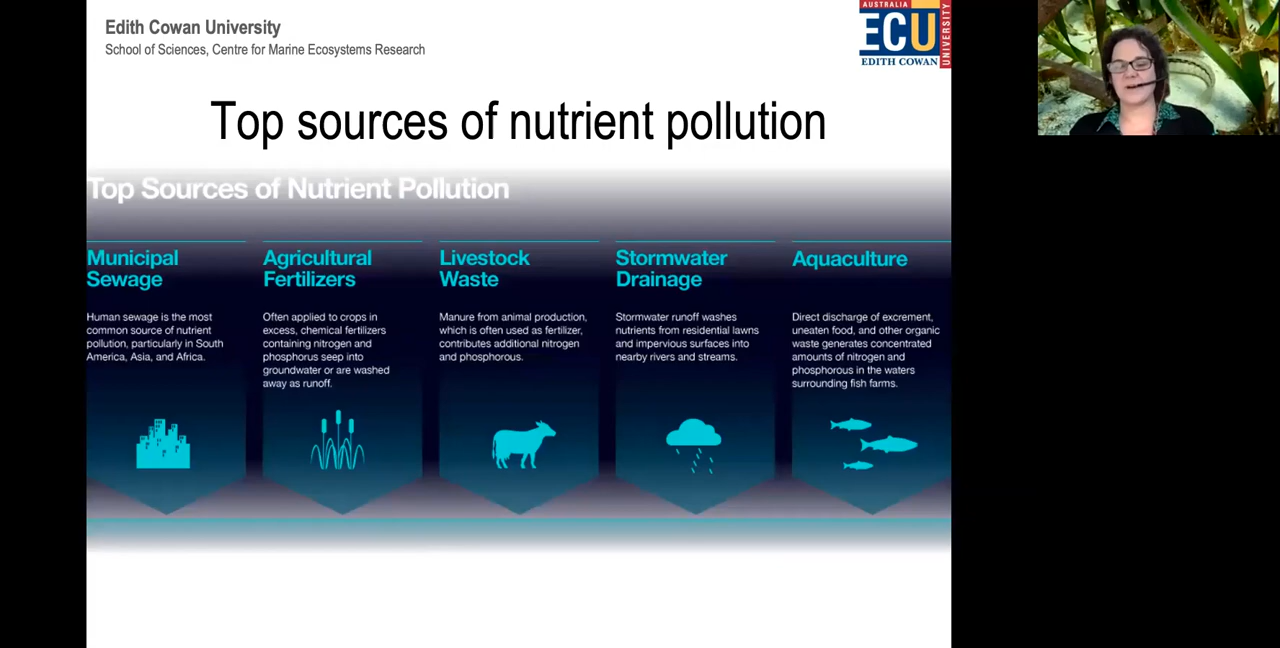 Edith Cowan University
School of Sciences, Centre for Marine Ecosystems Research
AUSTRALIA
ECU
EDITH COWAN
UNIVERSITY
Top sources of nutrient pollution
Top Sources of Nutrient Pollution
Municipal
Sewage
Human sewage is the most
common source of nutrient
pollution, particularly in South
America, Asia, and Africa.
Agricultural
Fertilizers
Often applied to crops in
excess, chemical fertilizers
containing nitrogen and
phosphorus seep into
groundwater or are washed
away as runoff.
Livestock
Waste
Manure from animal production,
which is often used as fertilizer,
contributes additional nitrogen
and phosphorous.
Stormwater
Drainage
Stormwater runoff washes
nutrients from residential lawns
and impervious surfaces into
nearby rivers and streams.
Aquaculture
Direct discharge of excrement,
uneaten food, and other organic
waste generates concentrated
amounts of nitrogen and
phosphorous in the waters
surrounding fish farms.